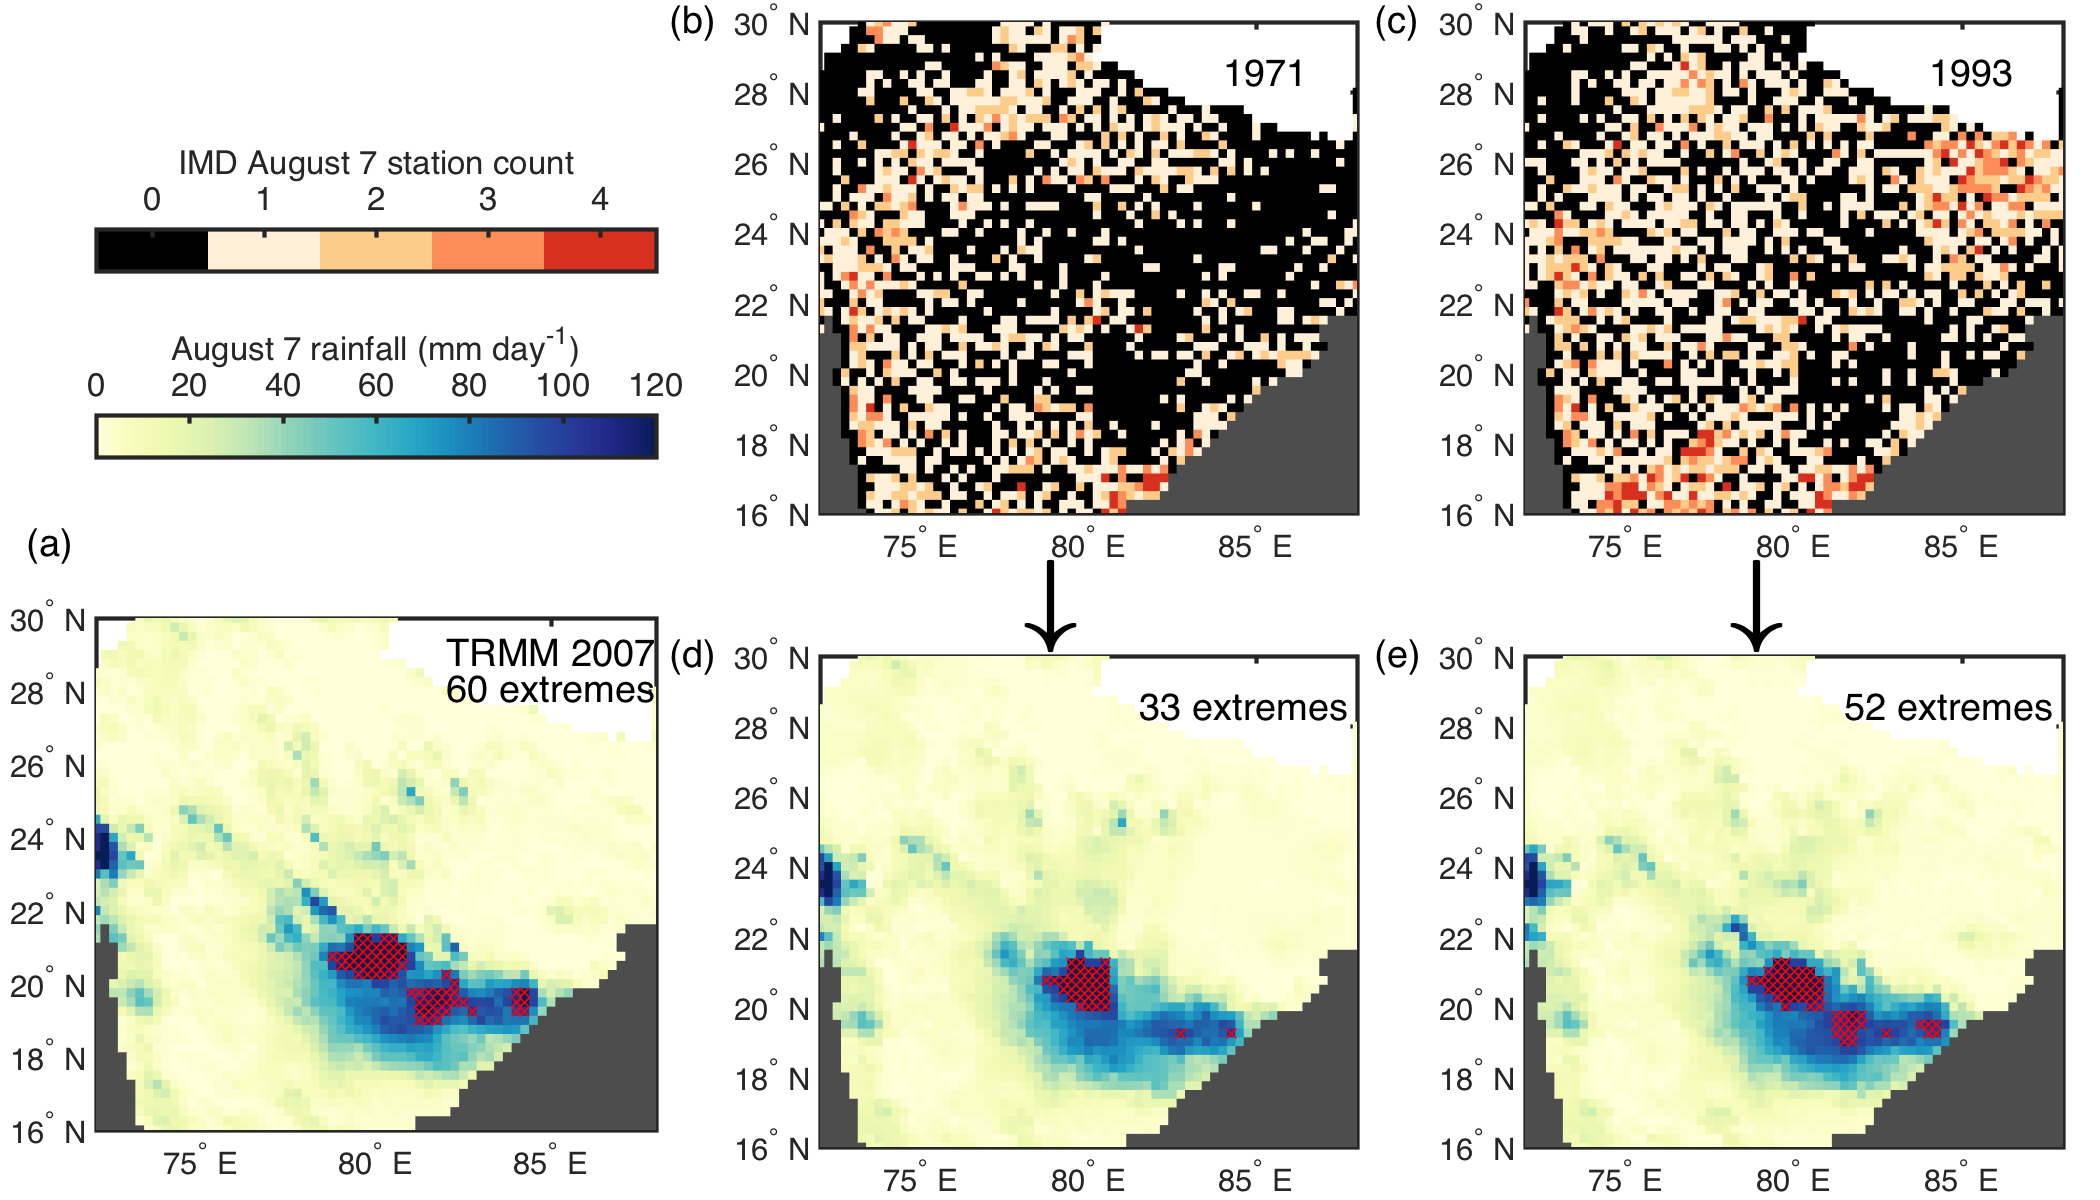 IMD August 7 station count
0 1 2 3 4
August 7 rainfall (mm day-1)
0 20 40 60 80 100 120
(a)
30° N
28° N
26° N
24° N
22° N
20° N
18° N
16° N
75° E 80° E 85° E
TRMM 2007
60 extremes
(b)
30° N
28° N
26° N
24° N
22° N
20° N
18° N
16° N
75° E 80° E 85° E
1971
(c)
30° N
28° N
26° N
24° N
22° N
20° N
18° N
16° N
75° E 80° E 85° E
1993
(d)
30° N
28° N
26° N
24° N
22° N
20° N
18° N
16° N
75° E 80° E 85° E
33 extremes
(e)
30° N
28° N
26° N
24° N
22° N
20° N
18° N
16° N
75° E 80° E 85° E
52 extremes